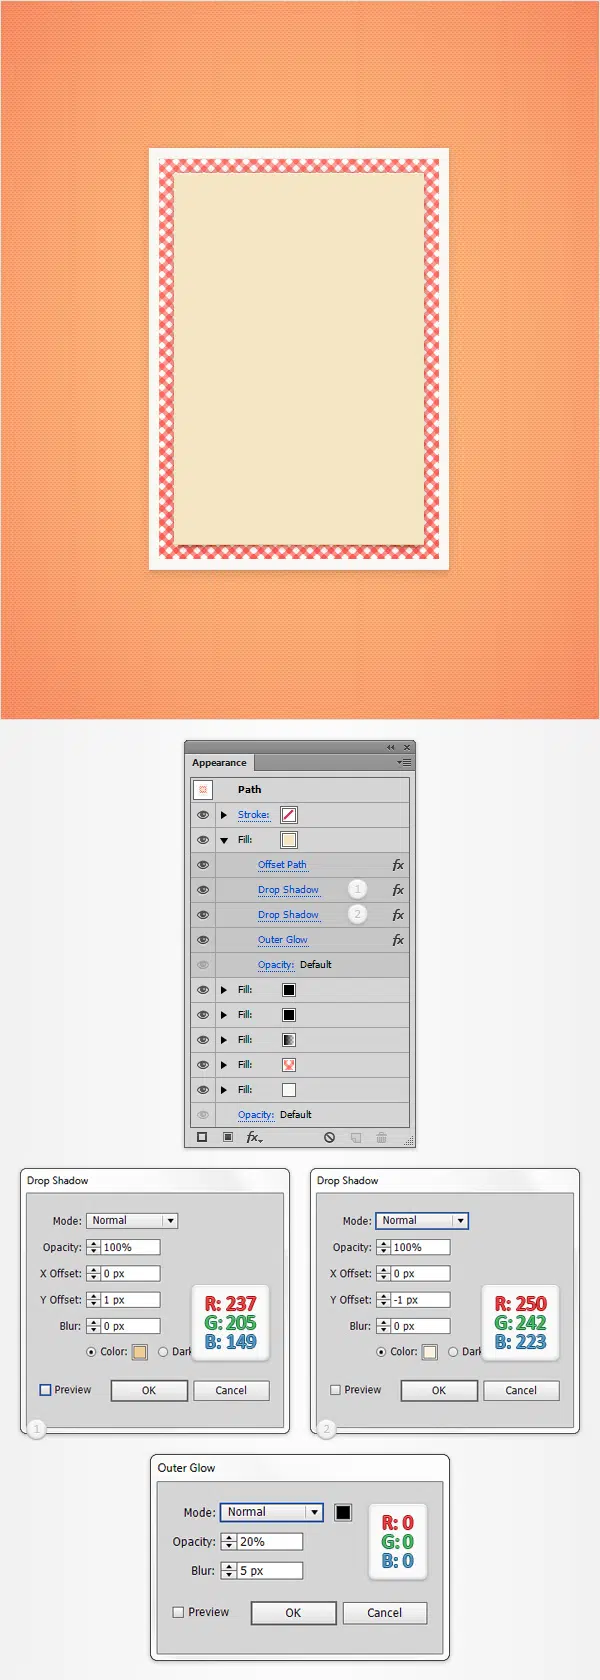 Appearance
Path
Stroke:
Fill:
Offset Path fx
Drop Shadow 1 fx
Drop Shadow 2 fx
Outer Glow fx
Opacity: Default
Fill:
Fill:
Fill:
Fill:
Fill:
Opacity: Default
fx
Drop Shadow
Mode: Normal
Opacity: 100%
X Offset: 0 px
Y Offset: 1 px
Blur: 0 px
Color: Dark
R: 237
G: 205
B: 149
Preview OK Cancel
1
Drop Shadow
Mode: Normal
Opacity: 100%
X Offset: 0 px
Y Offset: -1 px
Blur: 0 px
Color: Dark
R: 250
G: 242
B: 223
Preview OK Cancel
2
Outer Glow
Mode: Normal
Opacity: 20%
Blur: 5 px
R: 0
G: 0
B: 0
Preview OK Cancel